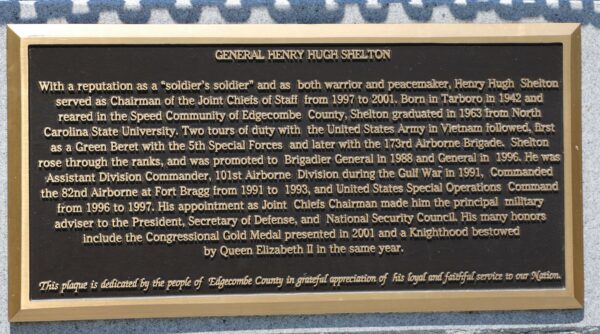 GENERAL HENRY HUGH SHELTON
With a reputation as a "soldier's soldier" and as both warrior and peacemaker, Henry Hugh Shelton
served as Chairman of the Joint Chiefs of Staff from 1997 to 2001. Born in Tarboro in 1942 and
reared in the Speed Community of Edgecombe County, Shelton graduated in 1963 from North
Carolina State University. Two tours of duty with the United States Army in Vietnam followed, first
as a Green Beret with the 5th Special Forces and later with the 173rd Airborne Brigade. Shelton
rose through the ranks, and was promoted to Brigadier General in 1988 and General in 1996. He was
Assistant Division Commander, 101st Airborne Division during the Gulf War in 1991, Commanded
the 82nd Airborne at Fort Bragg from 1991 to 1993, and United States Special Operations Command
from 1996 to 1997. His appointment as Joint Chiefs Chairman made him the principal military
adviser to the President, Secretary of Defense, and National Security Council. His many honors
include the Congressional Gold Medal presented in 2001 and a Knighthood bestowed
by Queen Elizabeth II in the same year.
This plaque is dedicated by the people of Edgecombe County in grateful appreciation of his loyal and faithful service to our Nation.